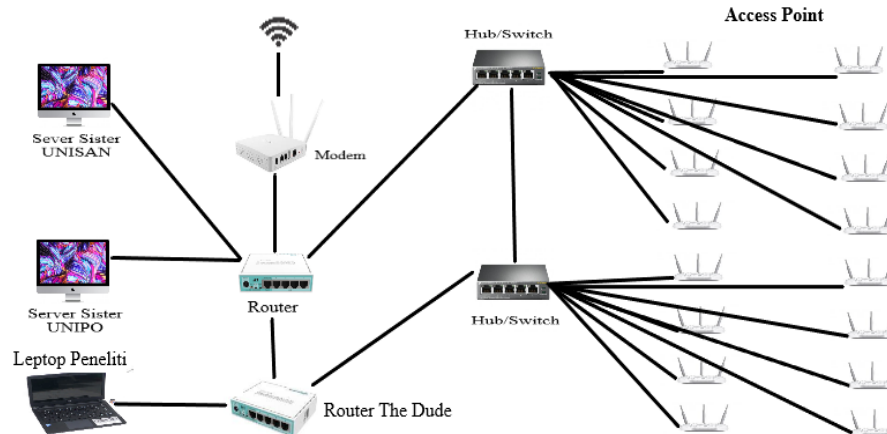 Access Point
Hub/Switch
Sever Sister
UNISAN
Modem
Server Sister
UNIPO
Router
Hub/Switch
Leptop Peneliti
Router The Dude